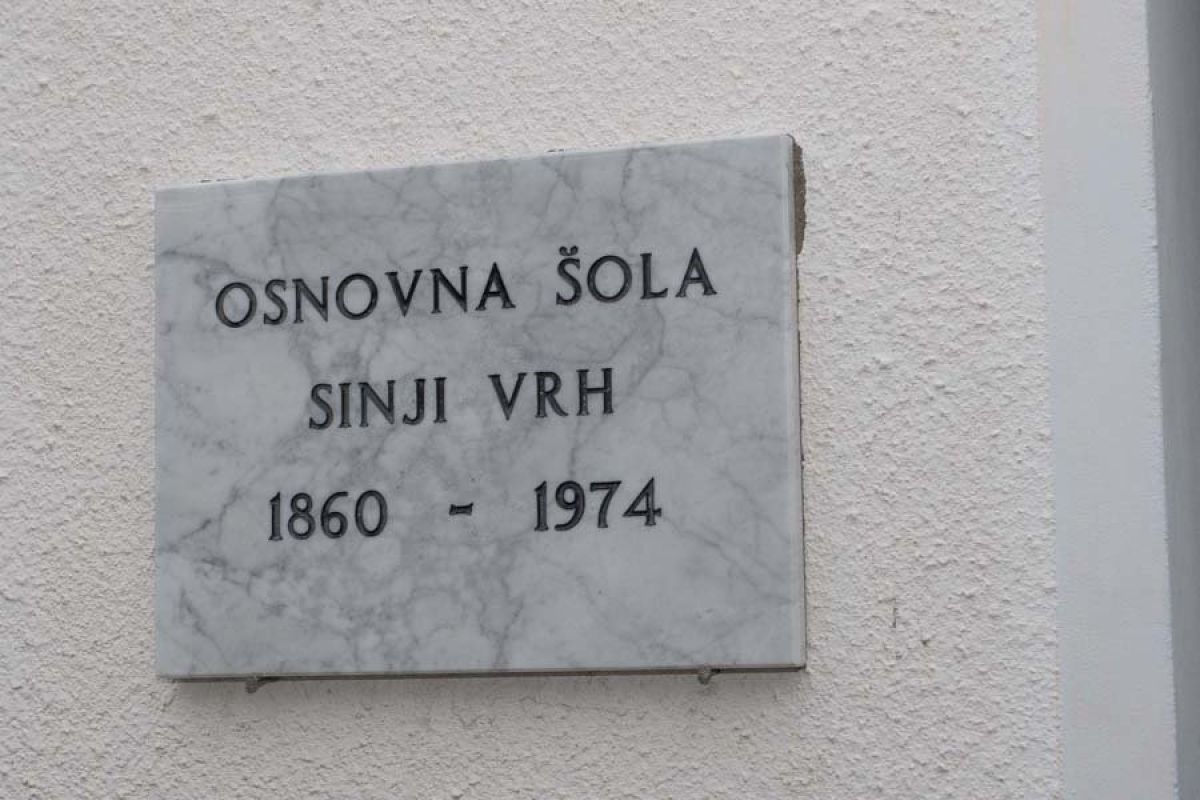 OSNOVNA ŠOLA
SINJI VRH
1860 - 1974